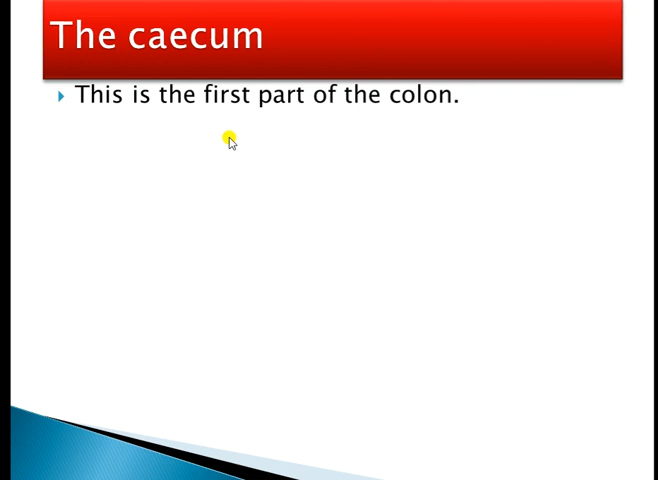 The caecum
This is the first part of the colon.